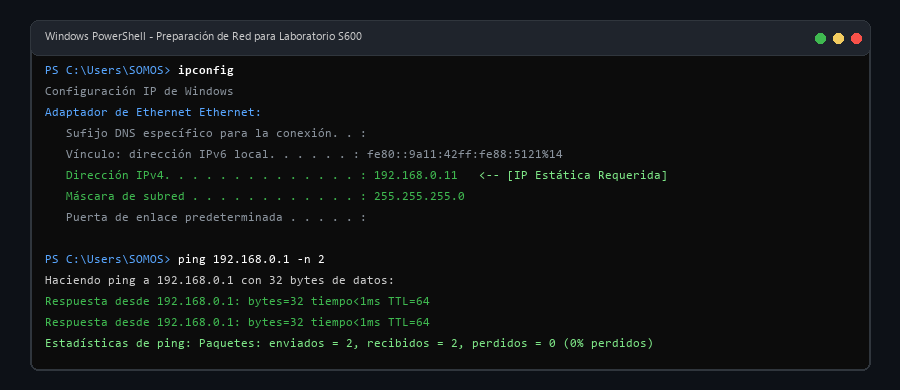 Windows PowerShell - Preparación de Red para Laboratorio S600
PS C:\Users\SOMOS> ipconfig
Configuración IP de Windows
Adaptador de Ethernet Ethernet:
Sufijo DNS específico para la conexión. . :
Vínculo: dirección IPv6 local. . . . . . : fe80::9a11:42ff:fe88:5121%14
Dirección IPv4. . . . . . . . . . . . . . : 192.168.0.11 <-- [IP Estática Requerida]
Máscara de subred . . . . . . . . . . . . : 255.255.255.0
Puerta de enlace predeterminada . . . . . :
PS C:\Users\SOMOS> ping 192.168.0.1 -n 2
Haciendo ping a 192.168.0.1 con 32 bytes de datos:
Respuesta desde 192.168.0.1: bytes=32 tiempo<1ms TTL=64
Respuesta desde 192.168.0.1: bytes=32 tiempo<1ms TTL=64
Estadísticas de ping: Paquetes: enviados = 2, recibidos = 2, perdidos = 0 (0% perdidos)